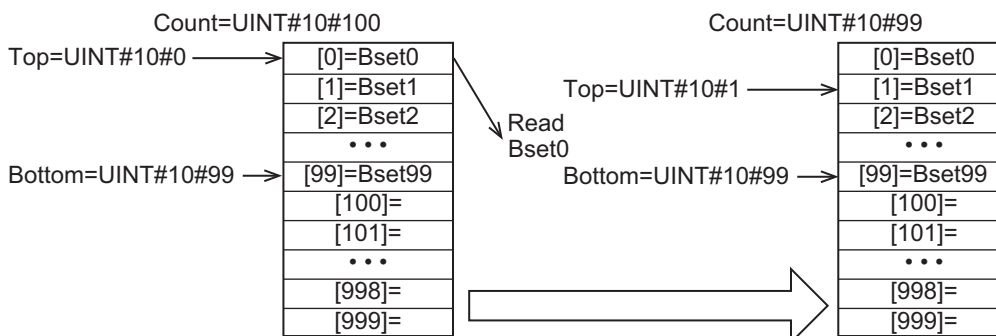 Count=UINT#10#100
Top=UINT#10#0
[0]=Bset0
[1]=Bset1
[2]=Bset2
• • •
Bottom=UINT#10#99
[99]=Bset99
[100]=
[101]=
• • •
[998]=
[999]=
Read
Bset0
Count=UINT#10#99
[0]=Bset0
Top=UINT#10#1
[1]=Bset1
[2]=Bset2
• • •
Bottom=UINT#10#99
[99]=Bset99
[100]=
[101]=
• • •
[998]=
[999]=